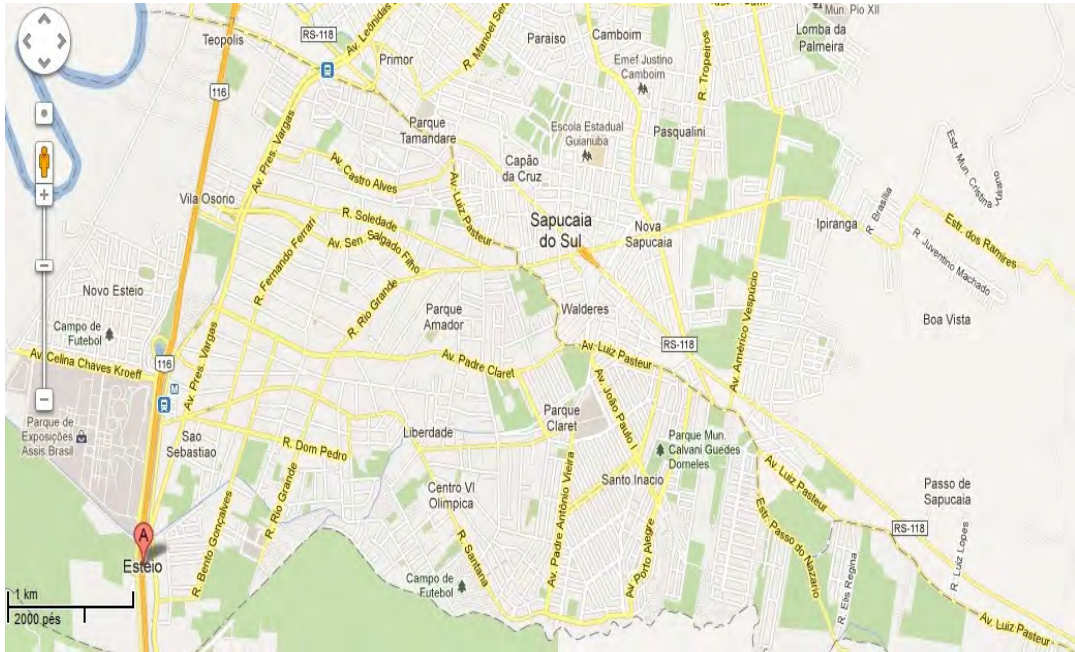 Mun. Pio XII
Teopolis
RS-118
Av. Leônidas
Paraiso
Camboim
Lomba da
Palmeira
Primor
R. Manoel Ser
Emef Justino
Camboim
R. Tropeiros
116
Av. Pres. Vargas
Parque
Tamandare
Escola Estadual
Guianuba
Pasqualini
Capão
da Cruz
Av. Castro Alves
Av. Luiz Pasteur
Estr. Mun. Cristina
Vila Osorio
R. Soledade
Av. Sen. Salgado Filho
R. Fernando Ferrari
Sapucaia
do Sul
Nova
Sapucaia
Ipiranga
R. Brasília
R. Juventino Machado
Estr. dos Ramires
Novo Esteio
R. Rio Grande
Parque
Amador
Walderes
Av. Américo Vespúcio
Boa Vista
Campo de
Futebol
Av. Celina Chaves Kroeff
116
Av. Pres. Vargas
Av. Padre Claret
Av. Luiz Pasteur
RS-118
M
Av. João Paulo I
Parque de
Exposições
Assis Brasil
Sao
Sebastiao
R. Dom Pedro
Liberdade
Parque
Claret
Parque Mun.
Calvani Guedes
Dorneles
Santo Inacio
Av. Luiz Pasteur
Passo de
Sapucaia
Centro VI
Olimpica
Av. Padre Antônio Vieira
R. Rio Grande
R. Bento Gonçalves
A
Esteio
R. Santana
Av. Porto Alegre
Estr. Passo do Nazario
RS-118
R. Luiz Lopes
R. Elis Regina
Campo de
Futebol
Av. Luiz Pasteur
1 km
2000 pés